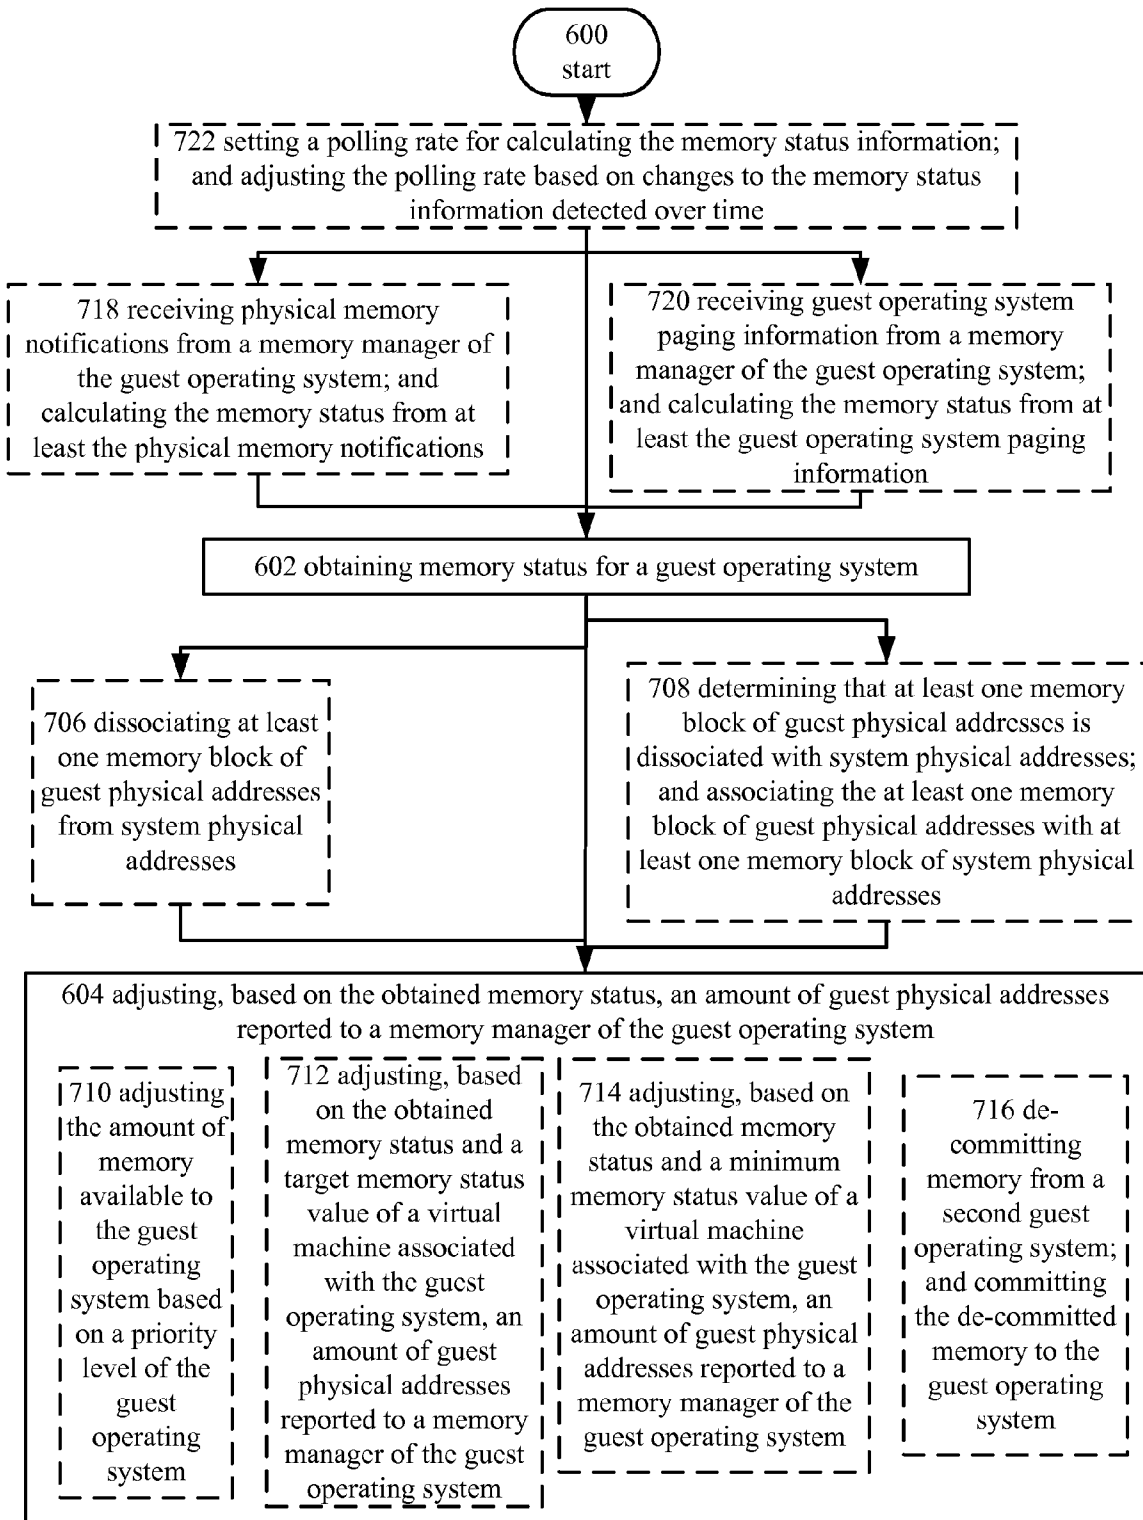 600
start
722 setting a polling rate for calculating the memory status information;
and adjusting the polling rate based on changes to the memory status
information detected over time
718 receiving physical memory
notifications from a memory manager of
the guest operating system; and
calculating the memory status from at
least the physical memory notifications
720 receiving guest operating system
paging information from a memory
manager of the guest operating system;
and calculating the memory status from at
least the guest operating system paging
information
602 obtaining memory status for a guest operating system
706 dissociating at least
one memory block of
guest physical addresses
from system physical
addresses
708 determining that at least one memory
block of guest physical addresses is
dissociated with system physical addresses;
and associating the at least one memory
block of guest physical addresses with at
least one memory block of system physical
addresses
604 adjusting, based on the obtained memory status, an amount of guest physical addresses
reported to a memory manager of the guest operating system
710 adjusting
the amount of
memory
available to
the guest
operating
system based
on a priority
level of the
guest
operating
system
712 adjusting, based
on the obtained
memory status and a
target memory status
value of a virtual
machine associated
with the guest
operating system, an
amount of guest
physical addresses
reported to a memory
manager of the guest
operating system
714 adjusting, based on
the obtained memory
status and a minimum
memory status value of a
virtual machine
associated with the guest
operating system, an
amount of guest physical
addresses reported to a
memory manager of the
guest operating system
716 de-
committing
memory from a
second guest
operating system;
and committing
the de-committed
memory to the
guest operating
system